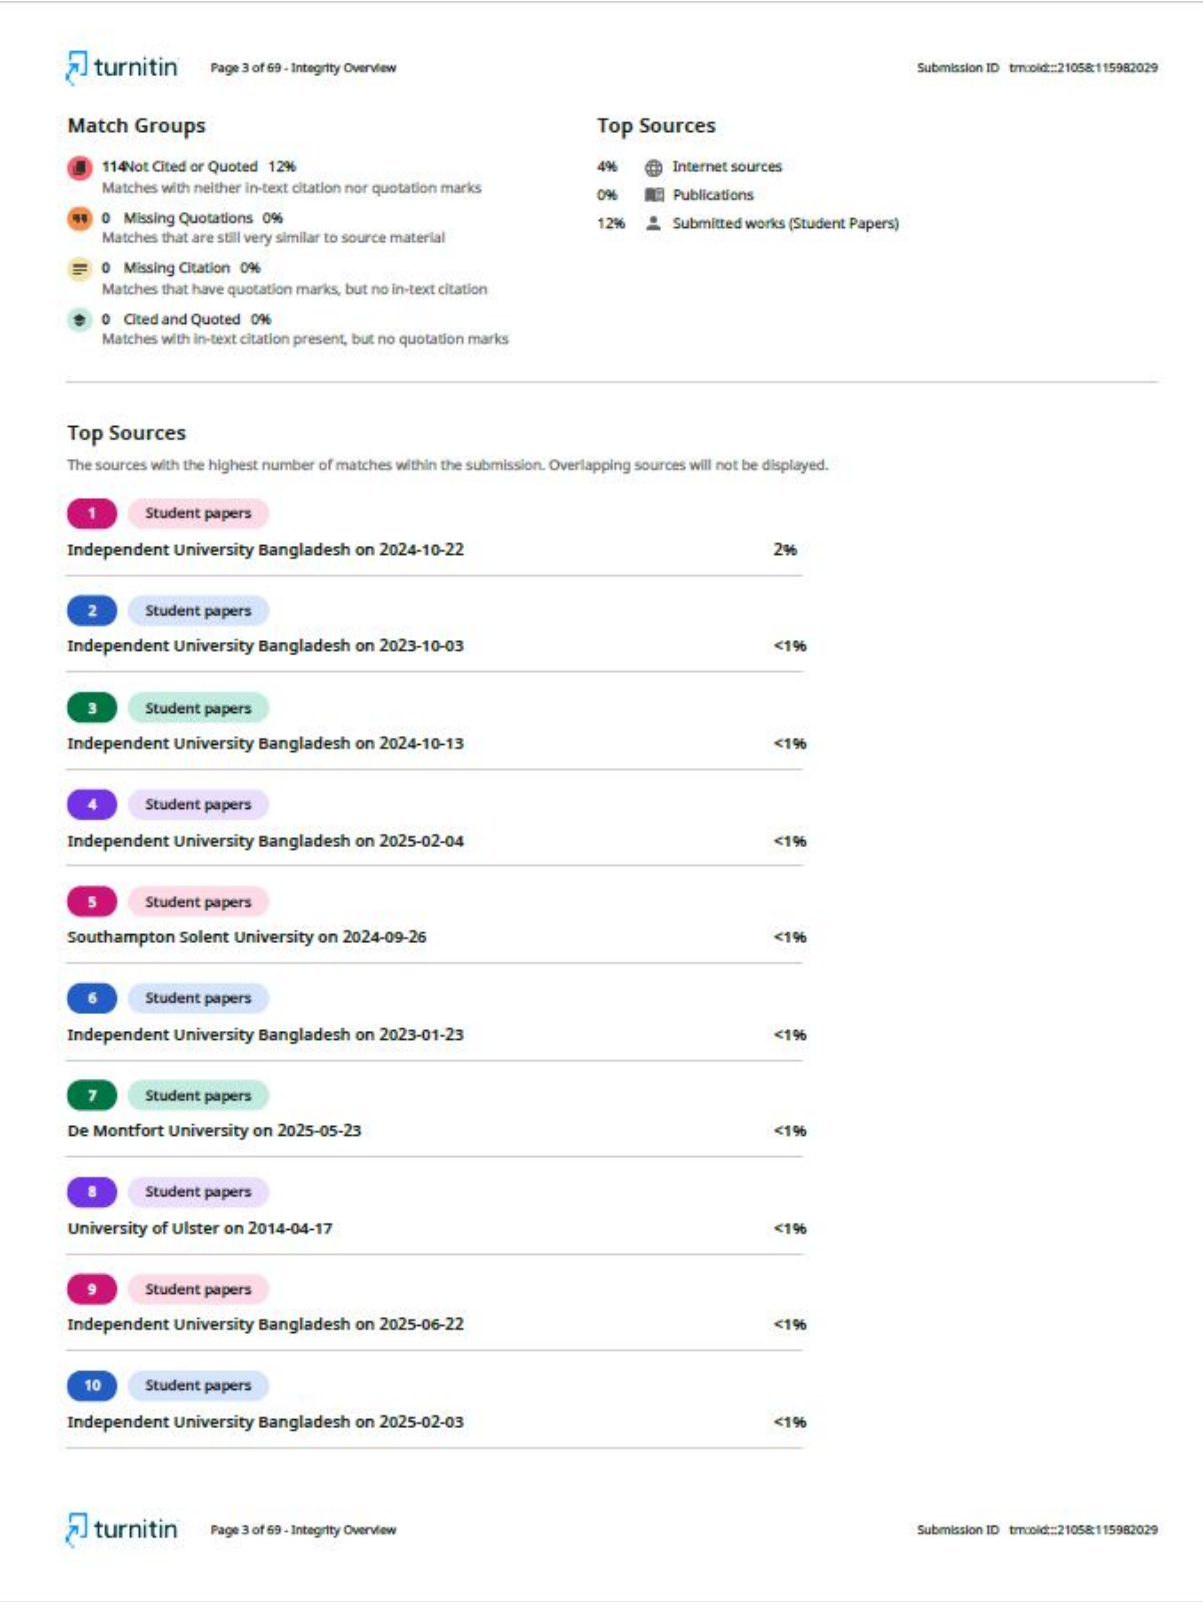 turnitin Page 3 of 69 - Integrity Overview Submission ID trn:oid:::21058:115982029
Match Groups
114Not Cited or Quoted 12%
Matches with neither in-text citation nor quotation marks
0 Missing Quotations 0%
Matches that are still very similar to source material
0 Missing Citation 0%
Matches that have quotation marks, but no in-text citation
0 Cited and Quoted 0%
Matches with in-text citation present, but no quotation marks
Top Sources
4% Internet sources
0% Publications
12% Submitted works (Student Papers)
Top Sources
The sources with the highest number of matches within the submission. Overlapping sources will not be displayed.
1 Student papers
Independent University Bangladesh on 2024-10-22 2%
2 Student papers
Independent University Bangladesh on 2023-10-03 <1%
3 Student papers
Independent University Bangladesh on 2024-10-13 <1%
4 Student papers
Independent University Bangladesh on 2025-02-04 <1%
5 Student papers
Southampton Solent University on 2024-09-26 <1%
6 Student papers
Independent University Bangladesh on 2023-01-23 <1%
7 Student papers
De Montfort University on 2025-05-23 <1%
8 Student papers
University of Ulster on 2014-04-17 <1%
9 Student papers
Independent University Bangladesh on 2025-06-22 <1%
10 Student papers
Independent University Bangladesh on 2025-02-03 <1%
turnitin Page 3 of 69 - Integrity Overview Submission ID trn:oid:::21058:115982029